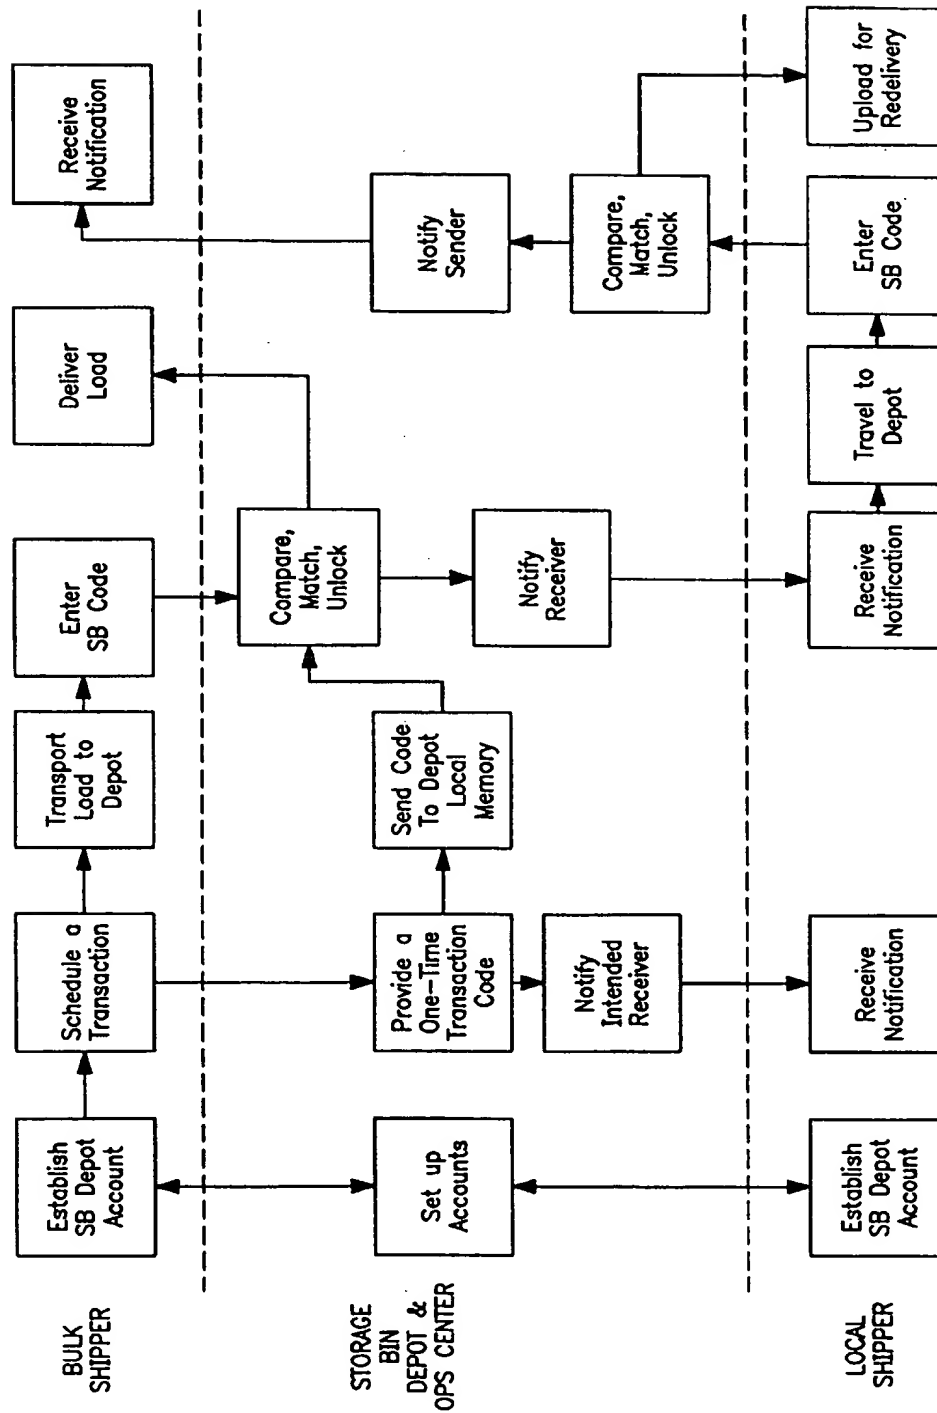 BULK
SHIPPER
Establish
SB Depot
Account
Schedule a
Transaction
Transport
Load to
Depot
Enter
SB Code
Deliver
Load
Receive
Notification
STORAGE
BIN
DEPOT &
OPS CENTER
Set up
Accounts
Provide a
One-Time
Transaction
Code
Notify
Intended
Receiver
Send Code
To Depot
Local
Memory
Compare,
Match,
Unlock
Notify
Receiver
Notify
Sender
Compare,
Match,
Unlock
LOCAL
SHIPPER
Establish
SB Depot
Account
Receive
Notification
Receive
Notification
Travel to
Depot
Enter
SB Code
Upload for
Redelivery